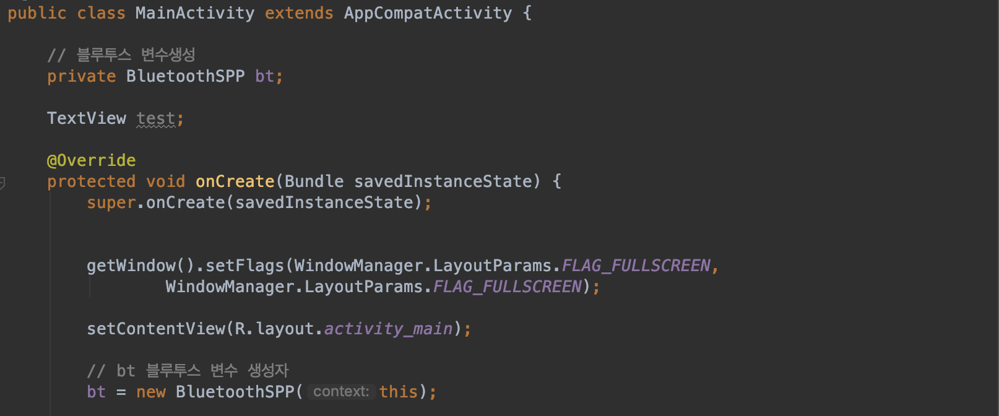 public class MainActivity extends AppCompatActivity {
// 블루투스 변수생성
private BluetoothSPP bt;
TextView test;
@Override
protected void onCreate(Bundle savedInstanceState) {
super.onCreate(savedInstanceState);
getWindow().setFlags(WindowManager.LayoutParams.FLAG_FULLSCREEN,
WindowManager.LayoutParams.FLAG_FULLSCREEN);
setContentView(R.layout.activity_main);
// bt 블루투스 변수 생성자
bt = new BluetoothSPP( context: this);